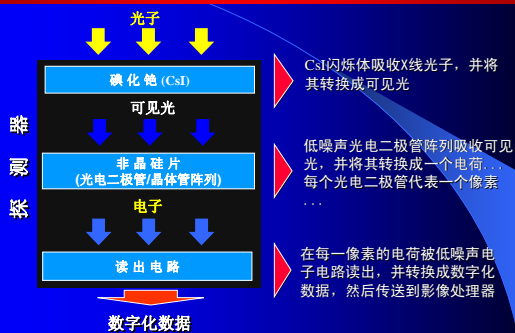 光子
碘化铯 (CsI)
可见光
非晶硅片
(光电二极管/晶体管阵列)
电子
读出电路
数字化数据
探测器
CsI闪烁体吸收X线光子，并将
其转换成可见光
低噪声光电二极管阵列吸收可见
光，并将其转换成一个电荷...
每个光电二极管代表一个像素
...
在每一像素的电荷被低噪声电
子电路读出，并转换成数字化
数据，然后传送到影像处理器